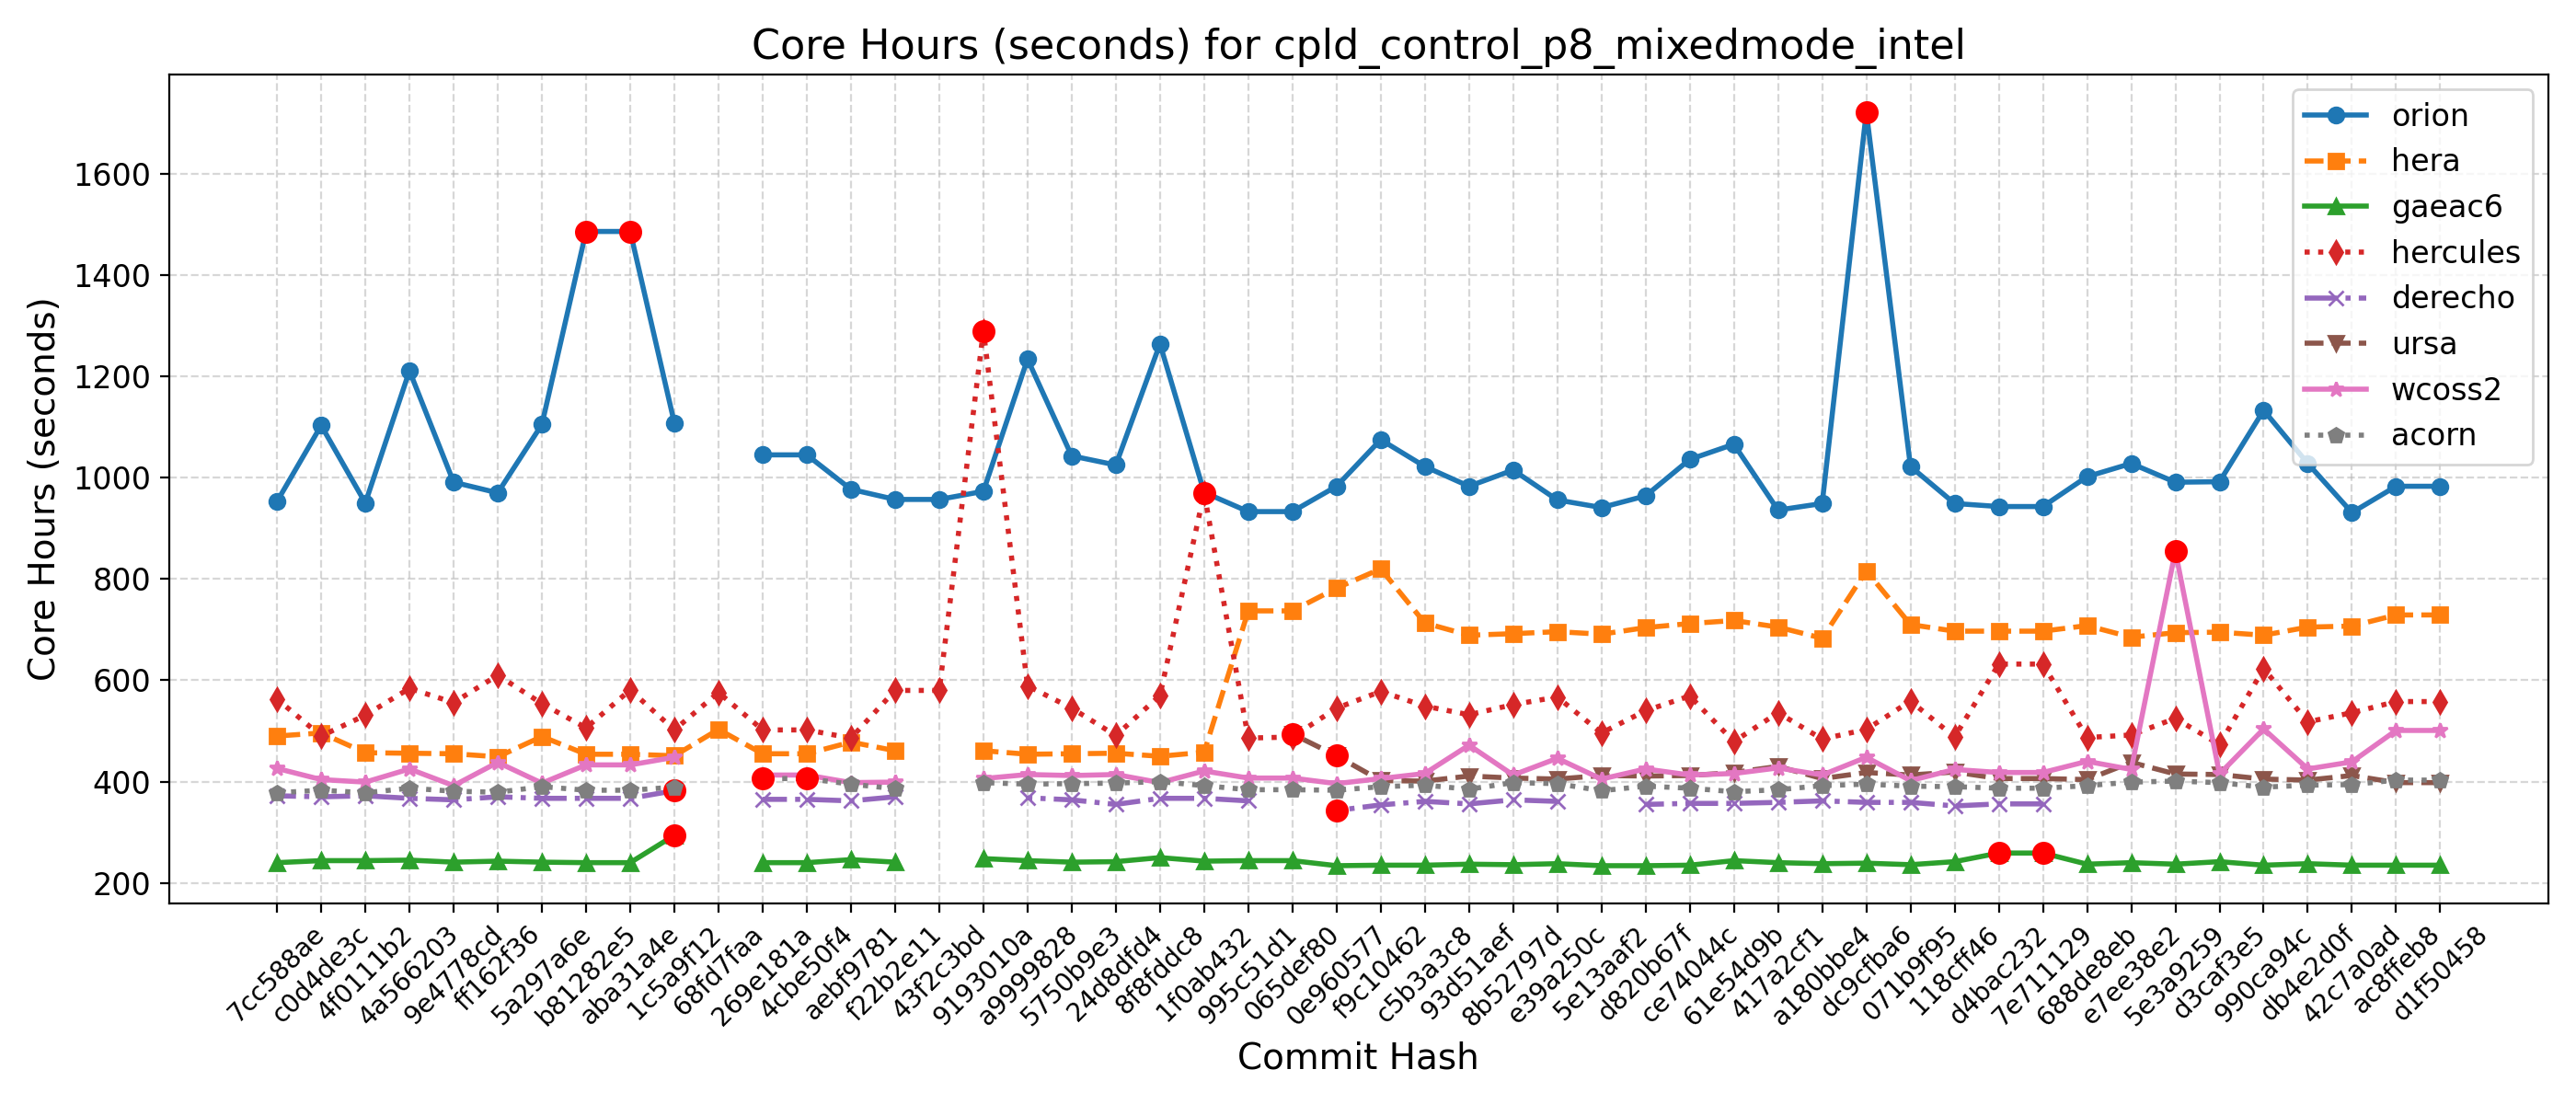 Core Hours (seconds) for cpld_control_p8_mixedmode_intel
Core Hours (seconds)
1600
1400
1200
1000
800
600
400
200
orion
hera
gaeac6
hercules
derecho
ursa
wcoss2
acorn
7cc588ae
c0d4de3c
4f0111b2
4a566203
9e4778cd
ff162f36
5a297a6e
b81282e5
aba31a4e
1c5a9f12
68fd7faa
269e181a
4cbe50f4
aebf9781
f22b2e11
43f2c3bd
9193010a
a9999828
5750b9e3
24d8dfd4
8f8fddc8
1f0ab432
995c51d1
065def80
0e960577
f9c10462
c5b3a3c8
93d51aef
8b52797d
e39a250c
5e13aaf2
d820b67f
ce74044c
61e54d9b
417a2cf1
a180bbe4
dc9cfba6
071b9f95
118cff46
d4bac232
7e711129
688de8eb
e7ee38e2
5e3a9259
d3caf3e5
990ca94c
db4e2d0f
42c7a0ad
ac8ffeb8
d1f50458
Commit Hash